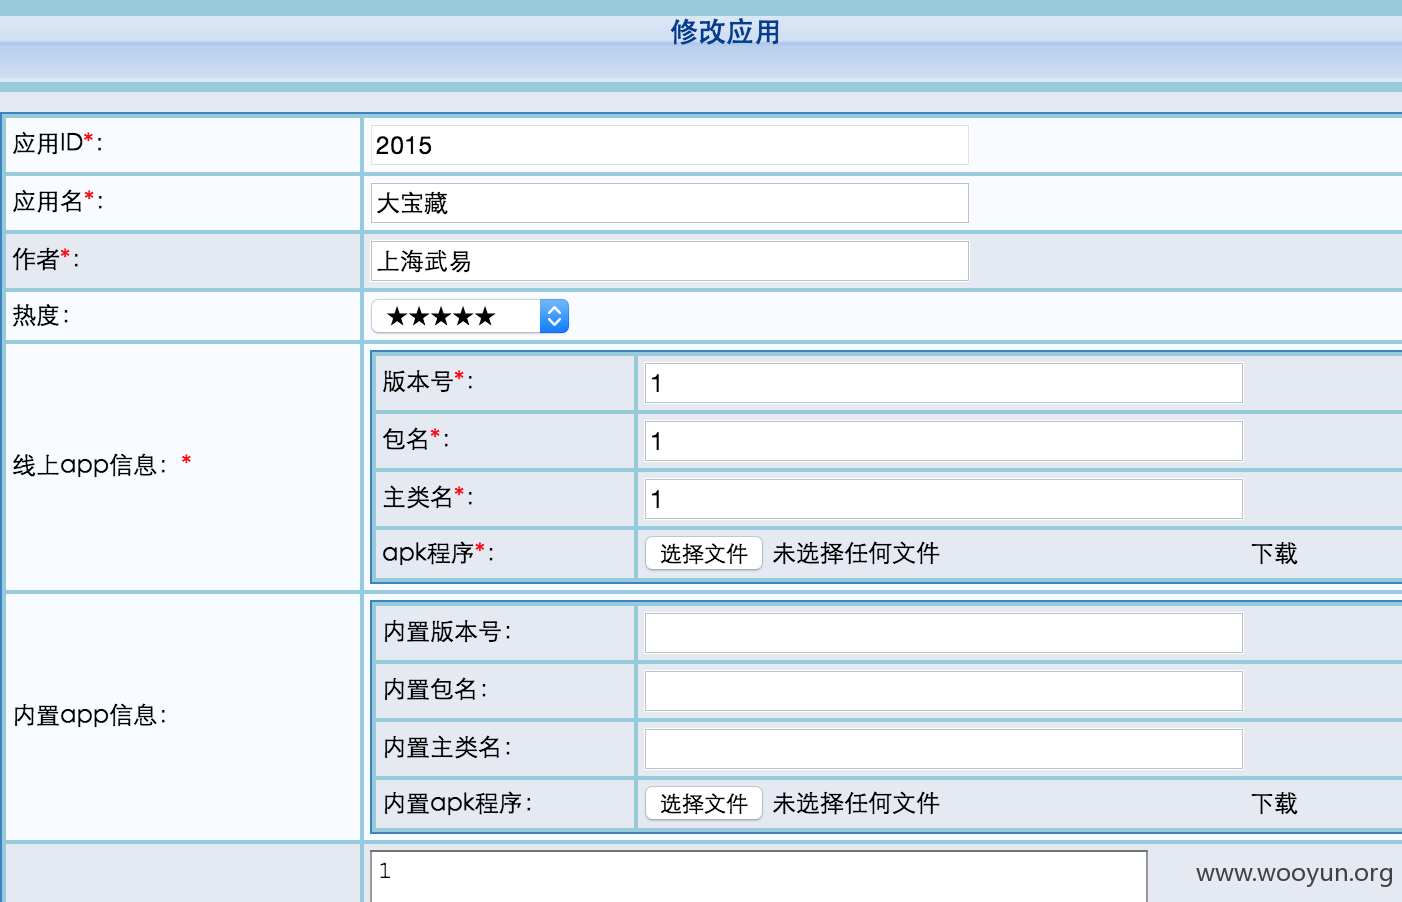 修改应用
应用ID*: 2015
应用名*: 大宝藏
作者*: 上海武易
热度: ★★★★★
线上app信息: *
版本号*: 1
包名*: 1
主类名*: 1
apk程序*: 选择文件 未选择任何文件 下载
内置app信息:
内置版本号:
内置包名:
内置主类名:
内置apk程序: 选择文件 未选择任何文件 下载
1
www.wooyun.org